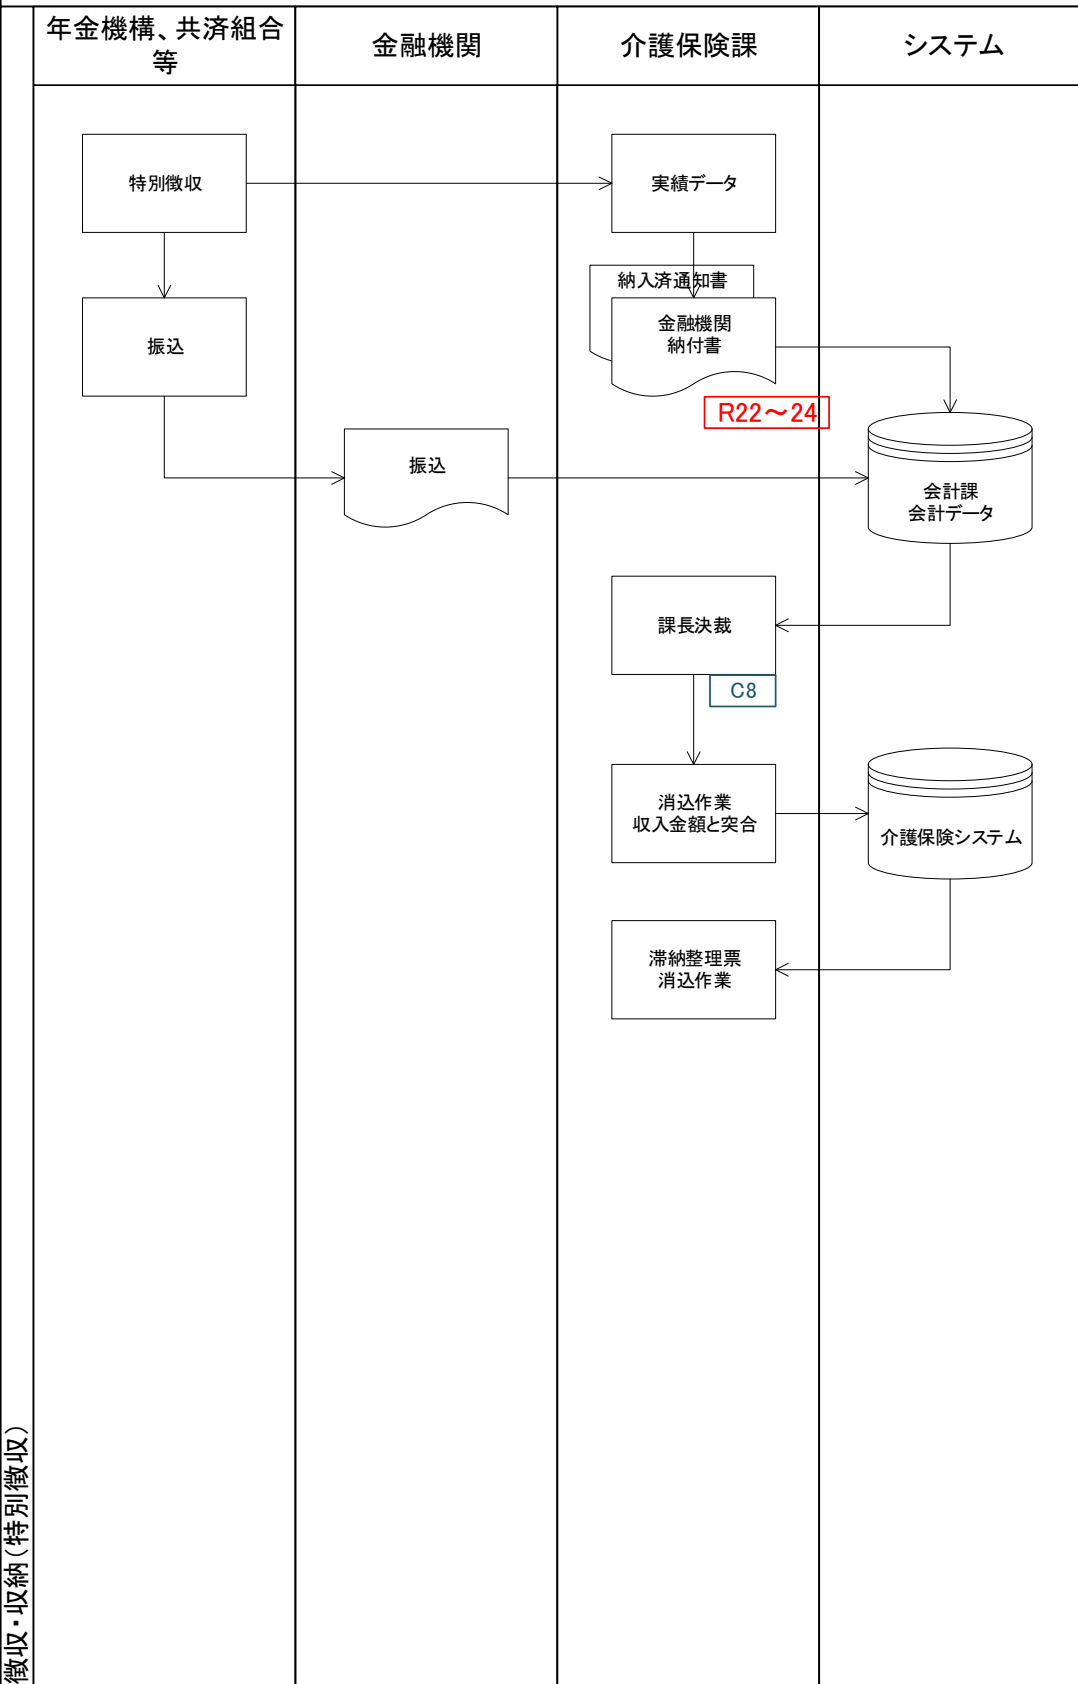 年金機構、共済組合
等
金融機関
介護保険課
システム
特別徴収
実績データ
納入済通知書
金融機関
納付書
振込
R22～24
振込
会計課
会計データ
課長決裁
C8
消込作業
収入金額と突合
介護保険システム
滞納整理票
消込作業
徴収・収納（特別徴収）